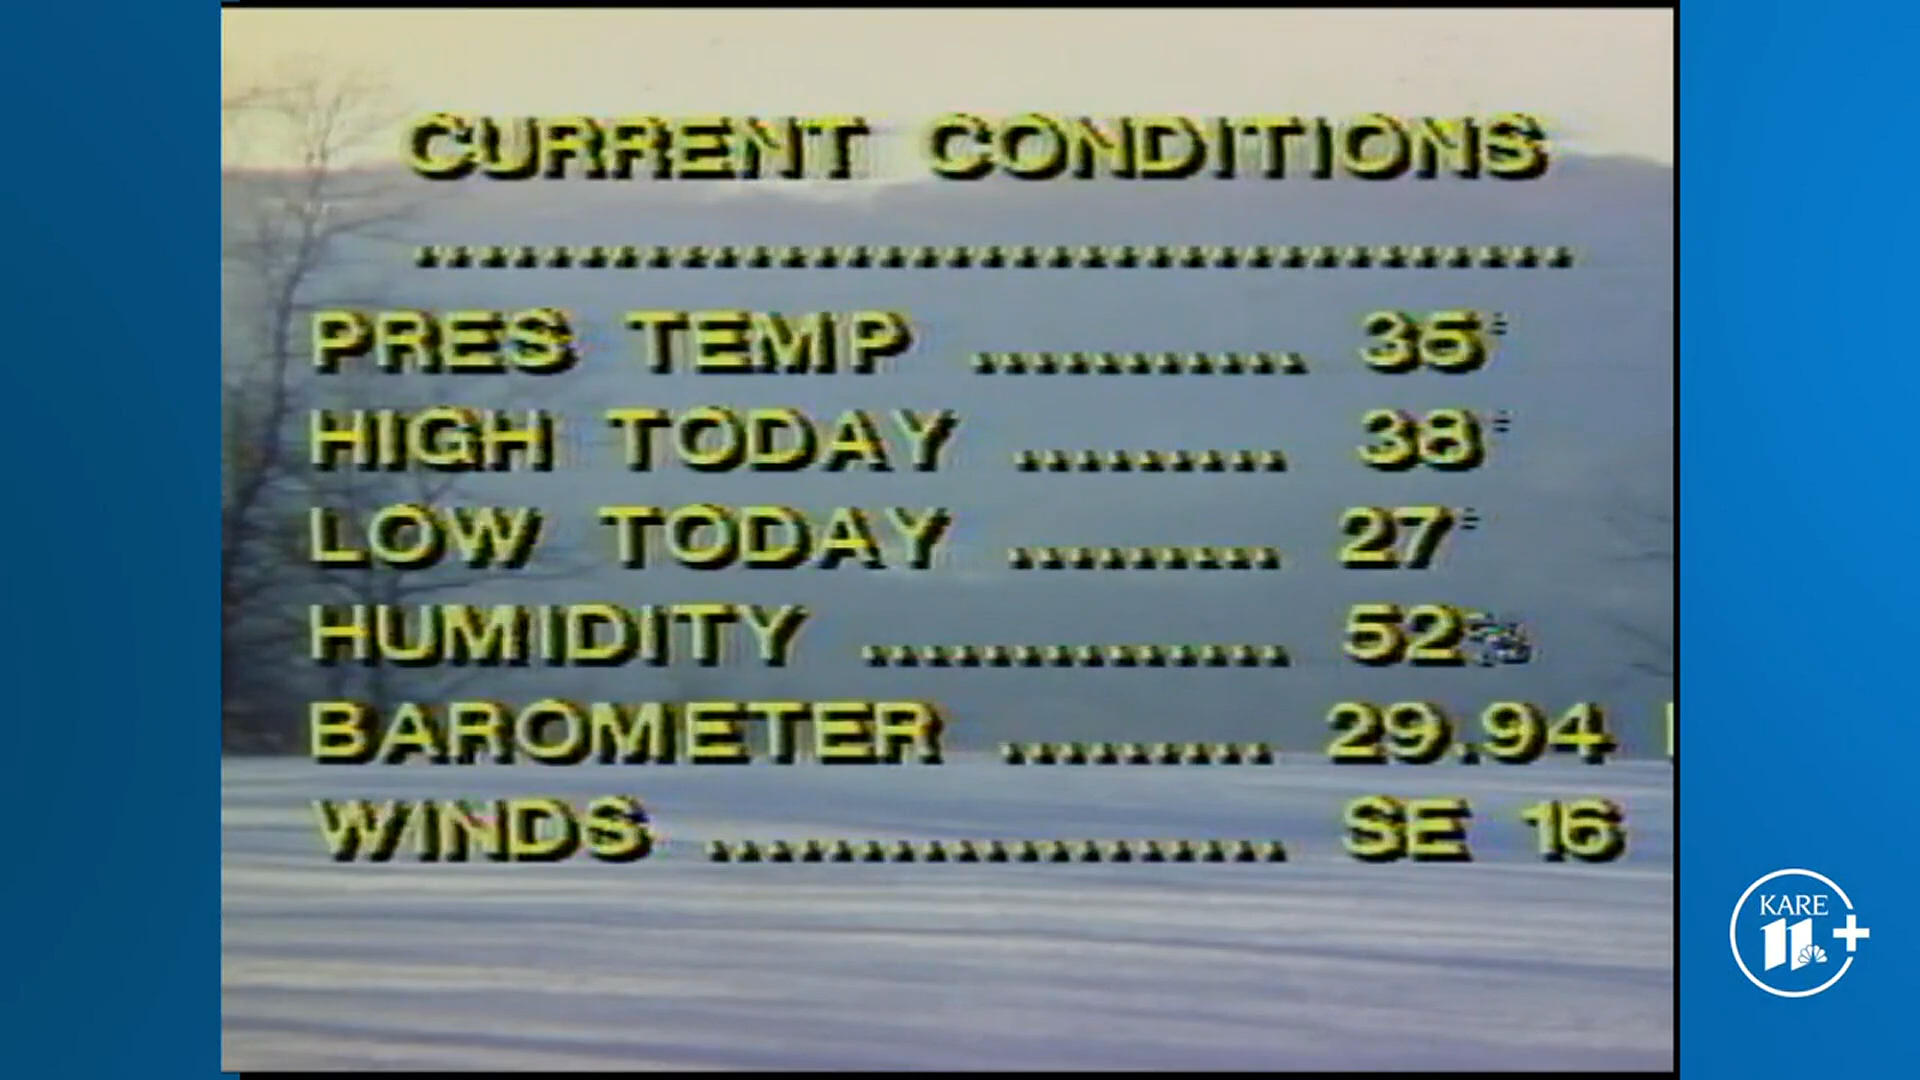 CURRENT CONDITIONS
...................................
PRES TEMP ........... 35°
HIGH TODAY ......... 38°
LOW TODAY ......... 27°
HUMIDITY .............. 52%
BAROMETER ......... 29.94
WINDS ................... SE 16
KARE
11+